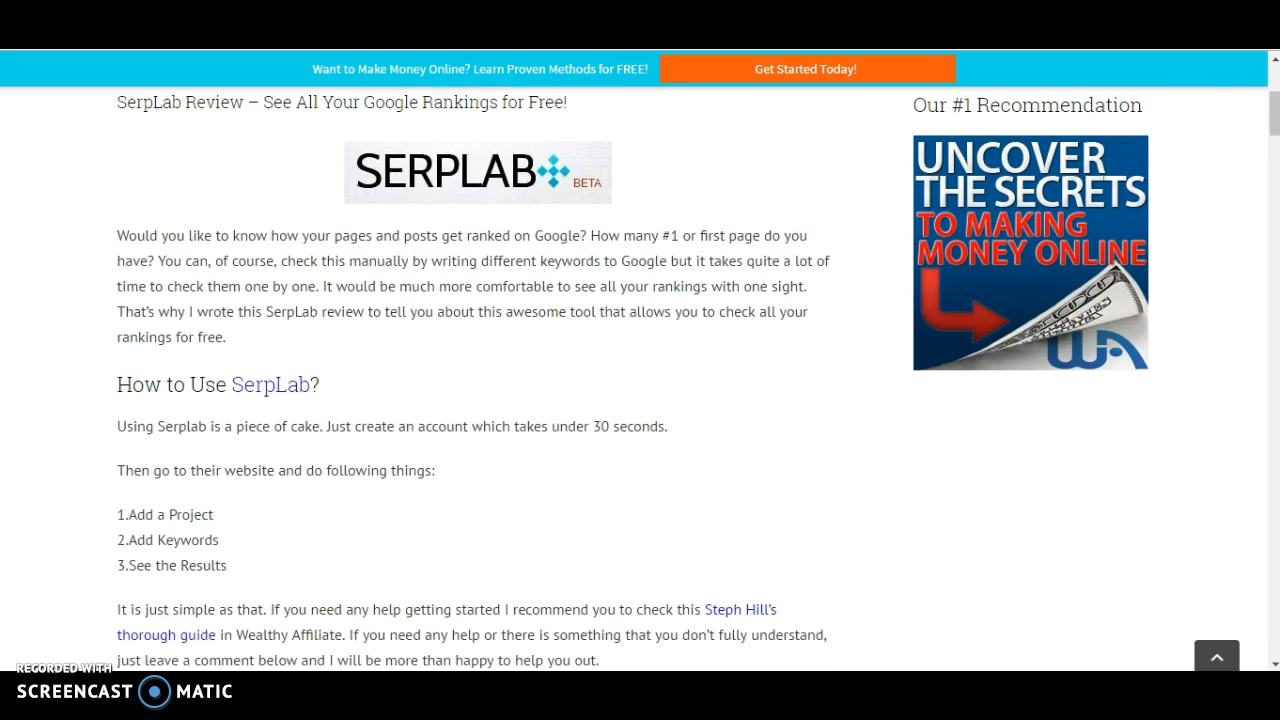 Want to Make Money Online? Learn Proven Methods for FREE!
Get Started Today!
SerpLab Review – See All Your Google Rankings for Free!
SERPLAB BETA
Would you like to know how your pages and posts get ranked on Google? How many #1 or first page do you
have? You can, of course, check this manually by writing different keywords to Google but it takes quite a lot of
time to check them one by one. It would be much more comfortable to see all your rankings with one sight.
That’s why I wrote this SerpLab review to tell you about this awesome tool that allows you to check all your
rankings for free.
How to Use SerpLab?
Using Serplab is a piece of cake. Just create an account which takes under 30 seconds.
Then go to their website and do following things:
1.Add a Project
2.Add Keywords
3.See the Results
It is just simple as that. If you need any help getting started I recommend you to check this Steph Hill’s
thorough guide in Wealthy Affiliate. If you need any help or there is something that you don’t fully understand,
just leave a comment below and I will be more than happy to help you out.
Our #1 Recommendation
UNCOVER
THE SECRETS
TO MAKING
MONEY ONLINE
WA
RECORDED WITH
SCREENCAST MATIC